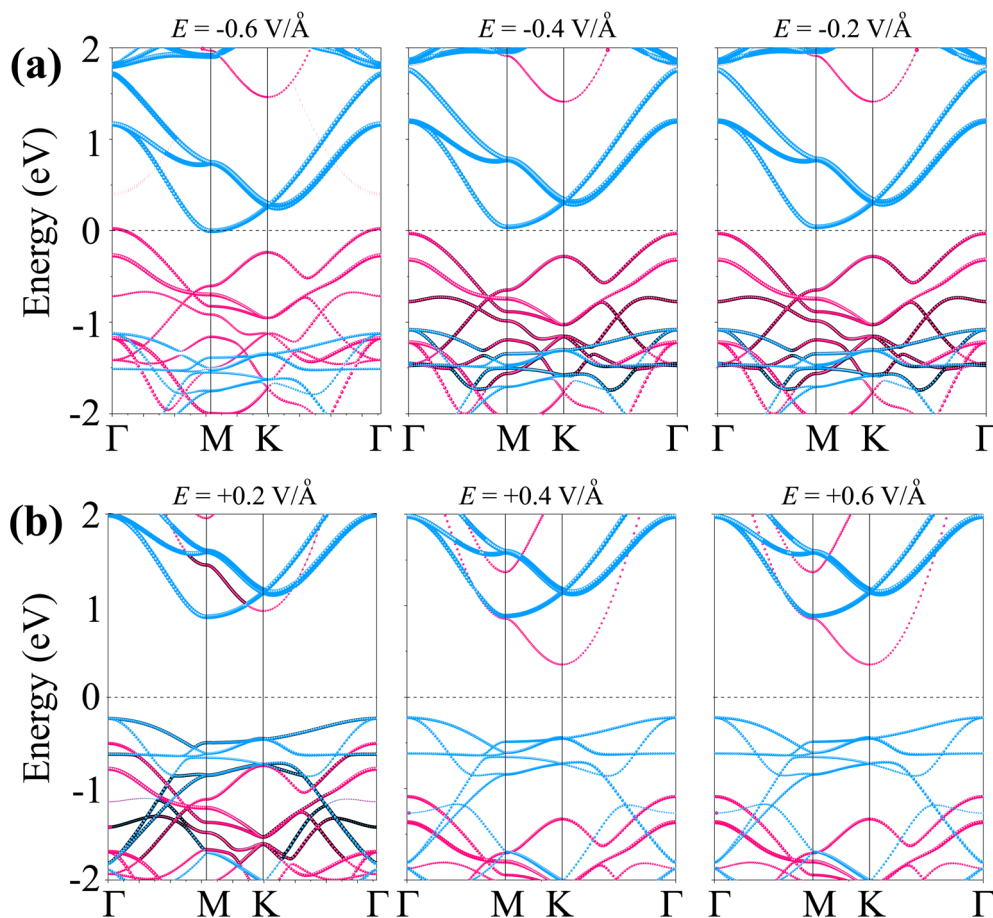 (a)
E = -0.6 V/Å
E = -0.4 V/Å
E = -0.2 V/Å
Energy (eV)
2
1
0
-1
-2
Γ M K Γ
Γ M K Γ
Γ M K Γ
(b)
E = +0.2 V/Å
E = +0.4 V/Å
E = +0.6 V/Å
Energy (eV)
2
1
0
-1
-2
Γ M K Γ
Γ M K Γ
Γ M K Γ